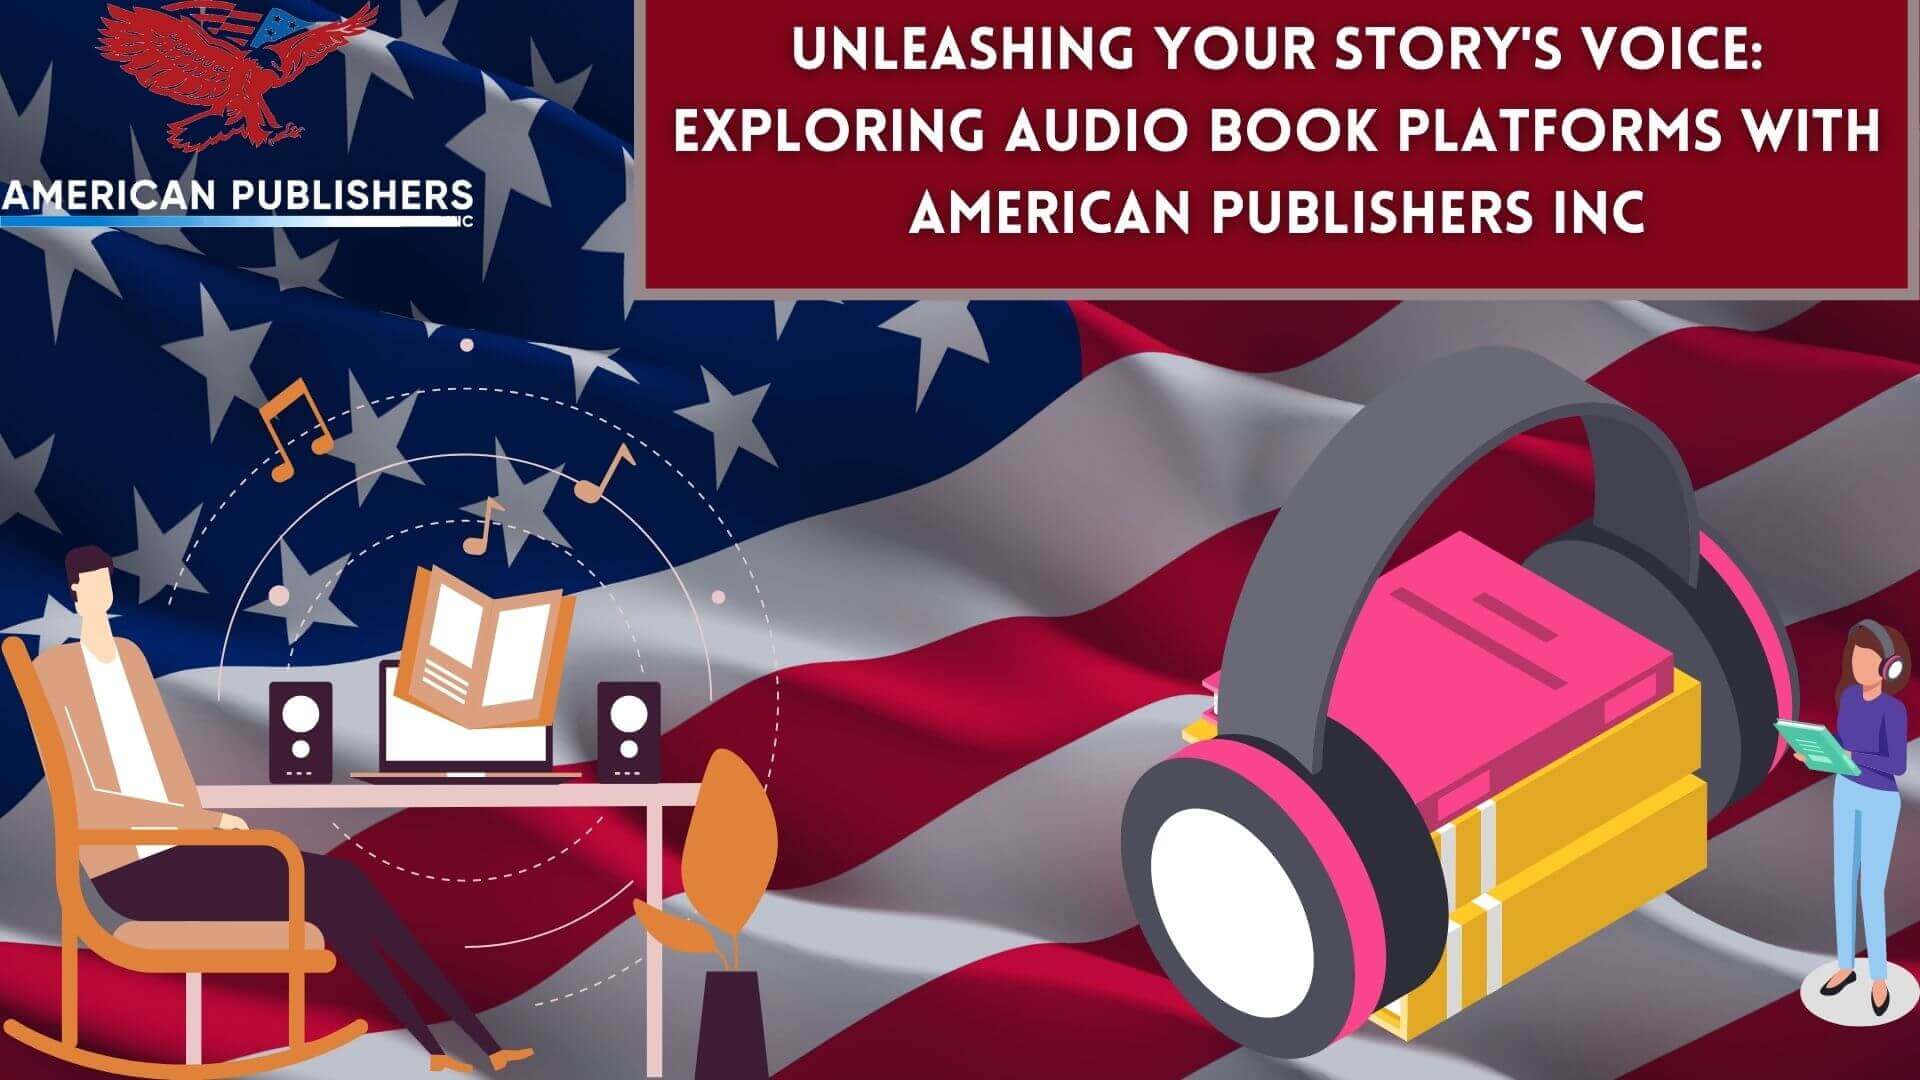 AMERICAN PUBLISHERS
INC
UNLEASHING YOUR STORY'S VOICE:
EXPLORING AUDIO BOOK PLATFORMS WITH
AMERICAN PUBLISHERS INC